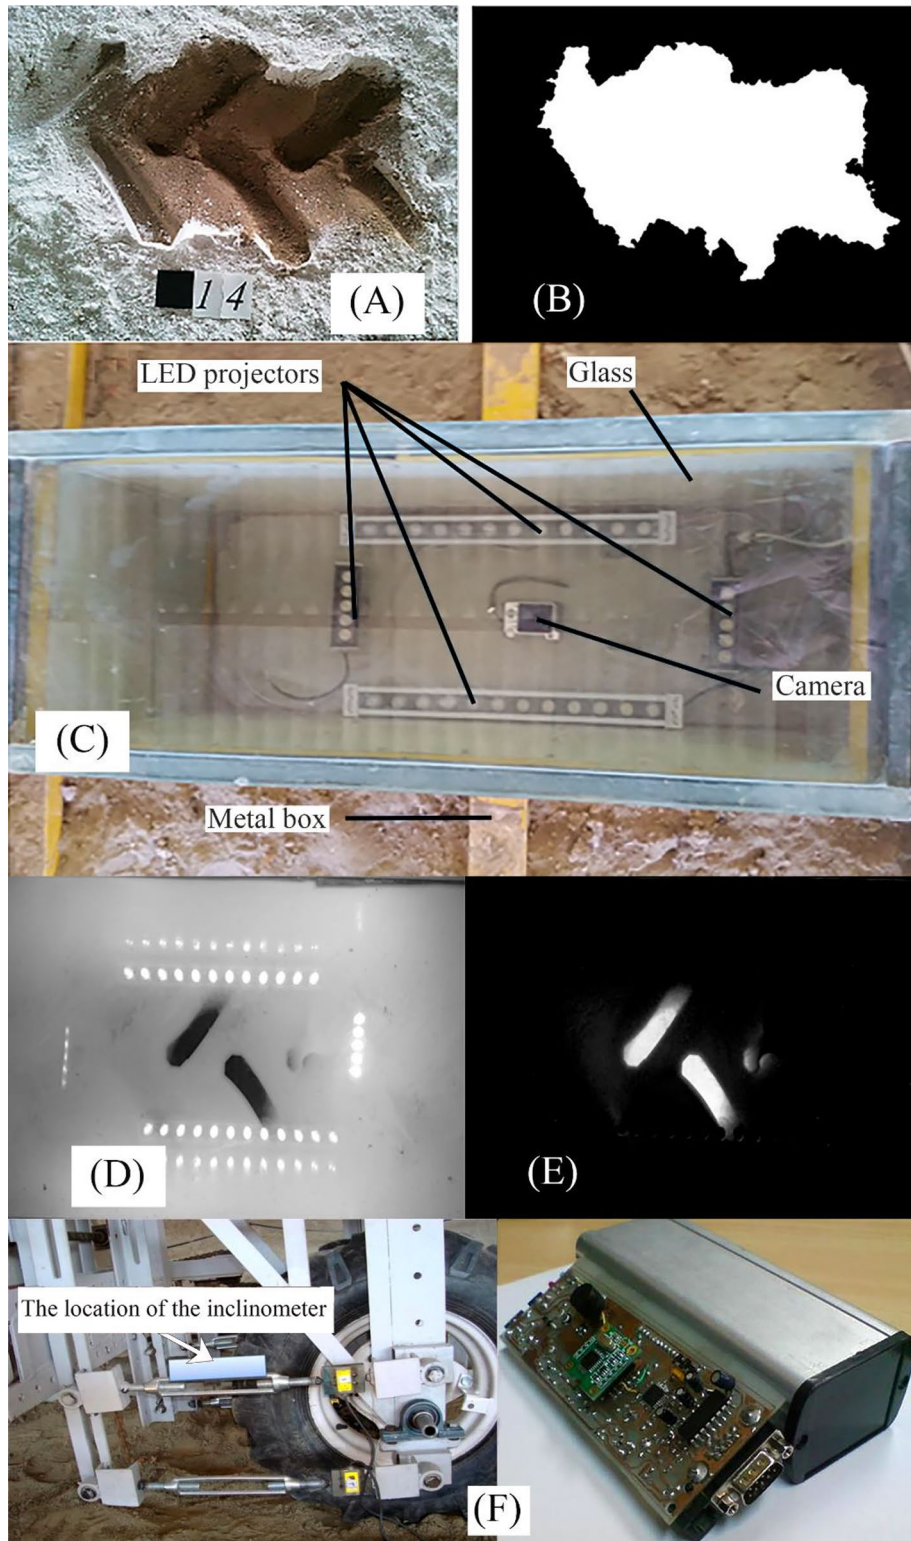 14
(A)
(B)
LED projectors
Glass
Camera
(C)
Metal box
(D)
(E)
The location of the inclinometer
(F)